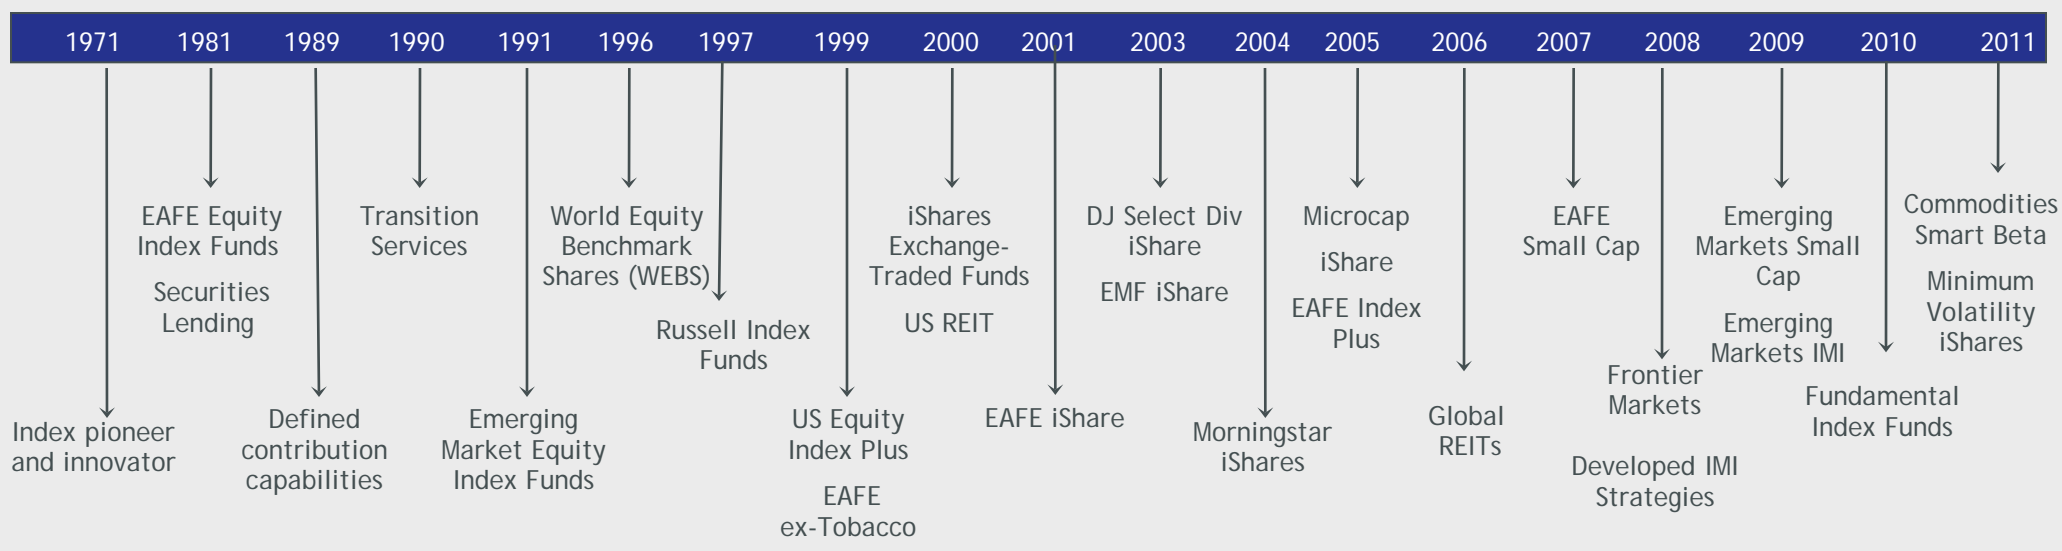 1971 1981 1989 1990 1991 1996 1997 1999 2000 2001 2003 2004 2005 2006 2007 2008 2009 2010 2011
Index pioneer
and innovator
EAFE Equity
Index Funds
Securities
Lending
Defined
contribution
capabilities
Transition
Services
Emerging
Market Equity
Index Funds
World Equity
Benchmark
Shares (WEBS)
Russell Index
Funds
US Equity
Index Plus
EAFE
ex-Tobacco
iShares
Exchange-
Traded Funds
US REIT
EAFE iShare
DJ Select Div
iShare
EMF iShare
Morningstar
iShares
Microcap
iShare
EAFE Index
Plus
Global
REITs
EAFE
Small Cap
Frontier
Markets
Developed IMI
Strategies
Emerging
Markets Small
Cap
Emerging
Markets IMI
Fundamental
Index Funds
Commodities
Smart Beta
Minimum
Volatility
iShares